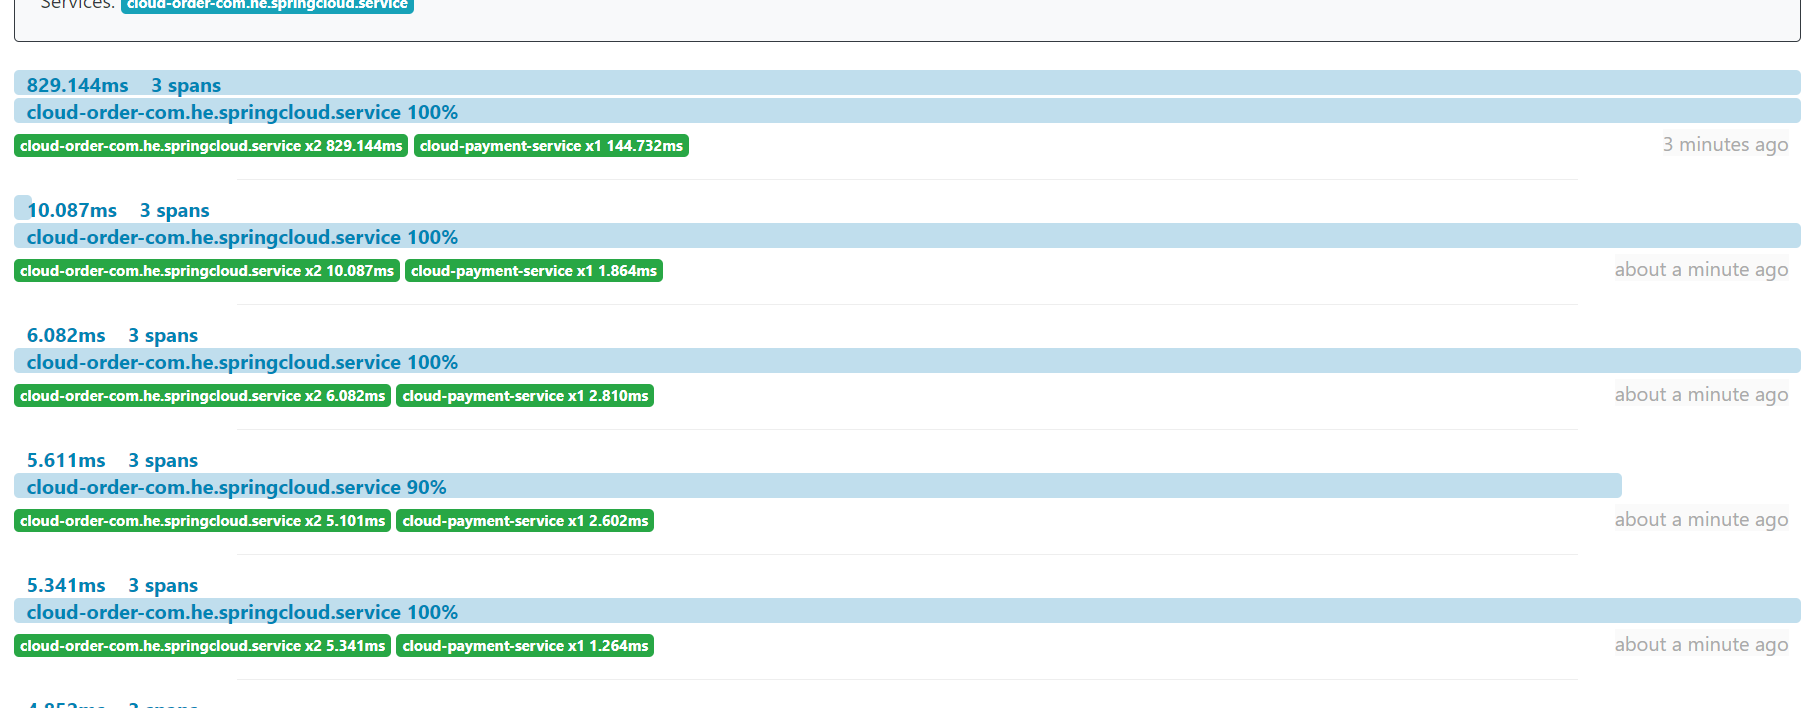 Services: cloud-order-com.he.springcloud.service
829.144ms 3 spans
cloud-order-com.he.springcloud.service 100%
cloud-order-com.he.springcloud.service x2 829.144ms cloud-payment-service x1 144.732ms 3 minutes ago
10.087ms 3 spans
cloud-order-com.he.springcloud.service 100%
cloud-order-com.he.springcloud.service x2 10.087ms cloud-payment-service x1 1.864ms about a minute ago
6.082ms 3 spans
cloud-order-com.he.springcloud.service 100%
cloud-order-com.he.springcloud.service x2 6.082ms cloud-payment-service x1 2.810ms about a minute ago
5.611ms 3 spans
cloud-order-com.he.springcloud.service 90%
cloud-order-com.he.springcloud.service x2 5.101ms cloud-payment-service x1 2.602ms about a minute ago
5.341ms 3 spans
cloud-order-com.he.springcloud.service 100%
cloud-order-com.he.springcloud.service x2 5.341ms cloud-payment-service x1 1.264ms about a minute ago
4.852ms 3 spans